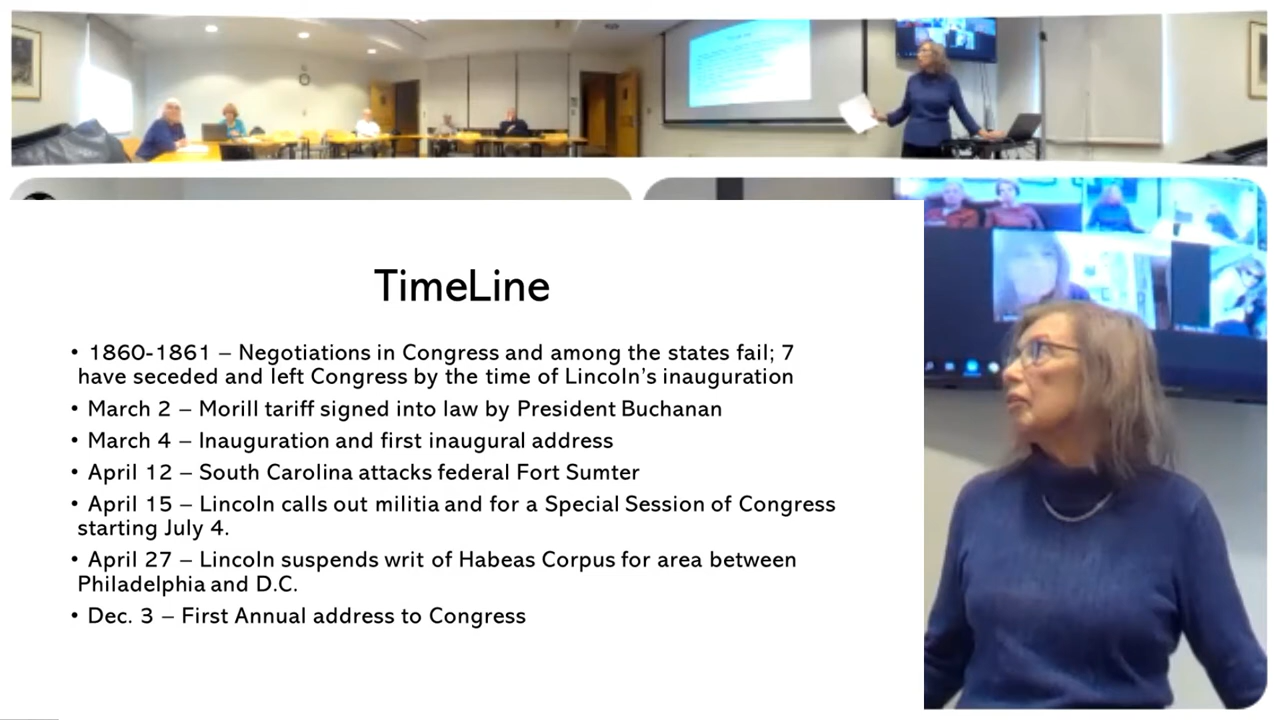 TimeLine
• 1860-1861 – Negotiations in Congress and among the states fail; 7
have seceded and left Congress by the time of Lincoln's inauguration
• March 2 – Morill tariff signed into law by President Buchanan
• March 4 – Inauguration and first inaugural address
• April 12 – South Carolina attacks federal Fort Sumter
• April 15 – Lincoln calls out militia and for a Special Session of Congress
starting July 4.
• April 27 – Lincoln suspends writ of Habeas Corpus for area between
Philadelphia and D.C.
• Dec. 3 – First Annual address to Congress